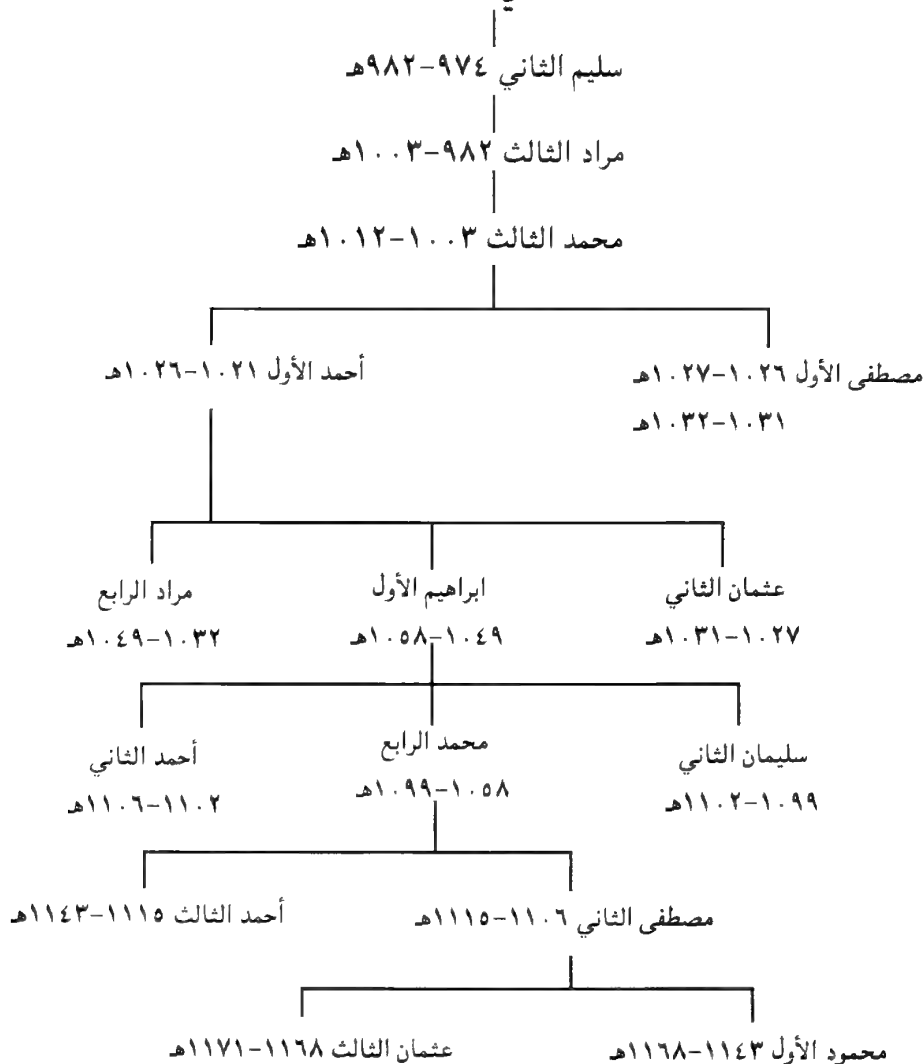 سليم الثاني ٩٧٤-٩٨٢هـ
مراد الثالث ٩٨٢-١٠٠٣هـ
محمد الثالث ١٠٠٣-١٠١٢هـ
مصطفى الأول ١٠٢٦-١٠٢٧هـ
١٠٣١-١٠٣٢هـ
أحمد الأول ١٠٢١-١٠٢٦هـ
عثمان الثاني
١٠٢٧-١٠٣١هـ
ابراهيم الأول
١٠٤٩-١٠٥٨هـ
مراد الرابع
١٠٣٢-١٠٤٩هـ
سليمان الثاني
١٠٩٩-١١٠٢هـ
محمد الرابع
١٠٥٨-١٠٩٩هـ
أحمد الثاني
١١٠٢-١١٠٦هـ
مصطفى الثاني ١١٠٦-١١١٥هـ
أحمد الثالث ١١١٥-١١٤٣هـ
محمود الأول ١١٤٣-١١٦٨هـ
عثمان الثالث ١١٦٨-١١٧١هـ